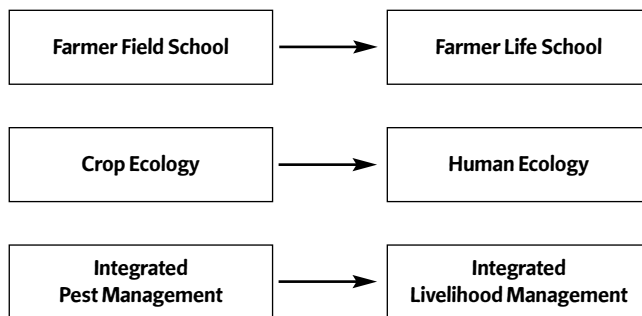 Farmer Field School
Farmer Life School
Crop Ecology
Human Ecology
Integrated
Pest Management
Integrated
Livelihood Management